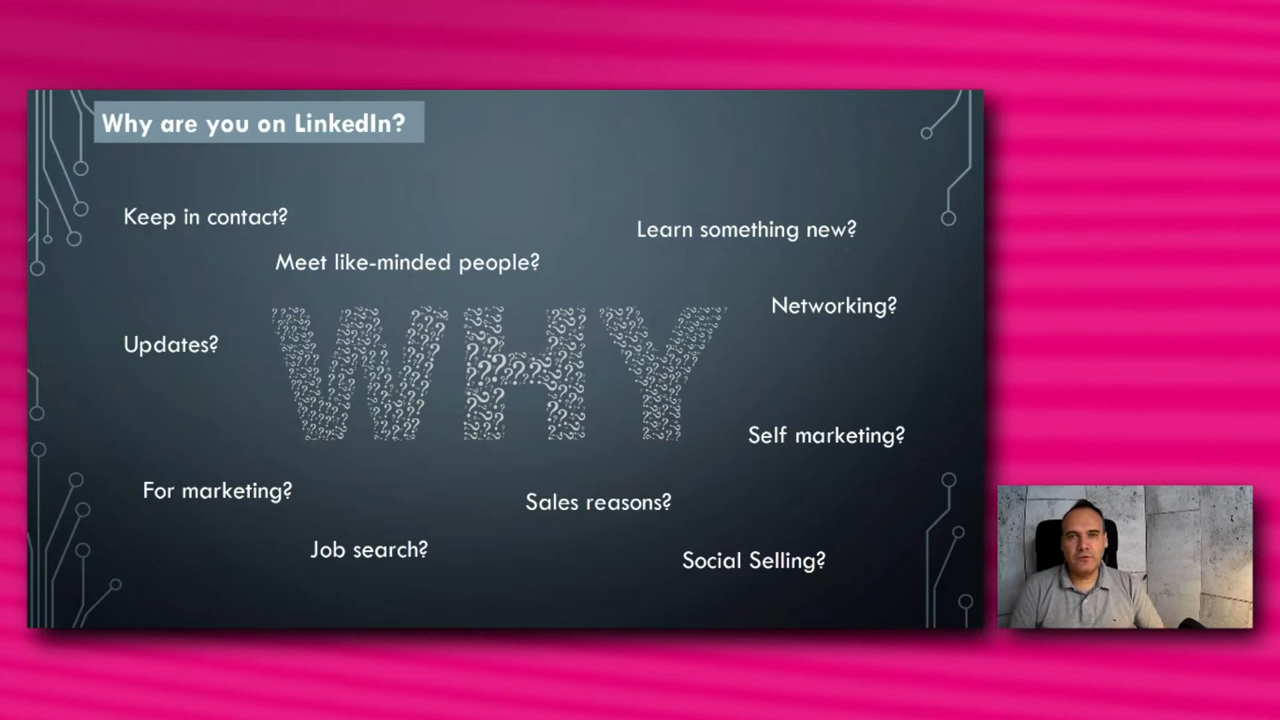 Why are you on LinkedIn?
Keep in contact?
Learn something new?
Meet like-minded people?
Networking?
Updates?
WHY
Self marketing?
For marketing?
Sales reasons?
Job search?
Social Selling?